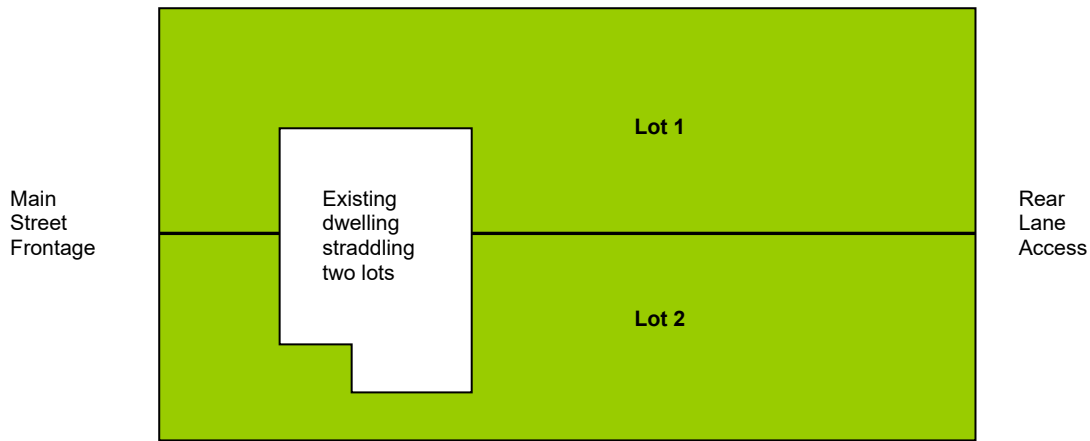 Lot 1
Main
Street
Frontage
Existing
dwelling
straddling
two lots
Rear
Lane
Access
Lot 2